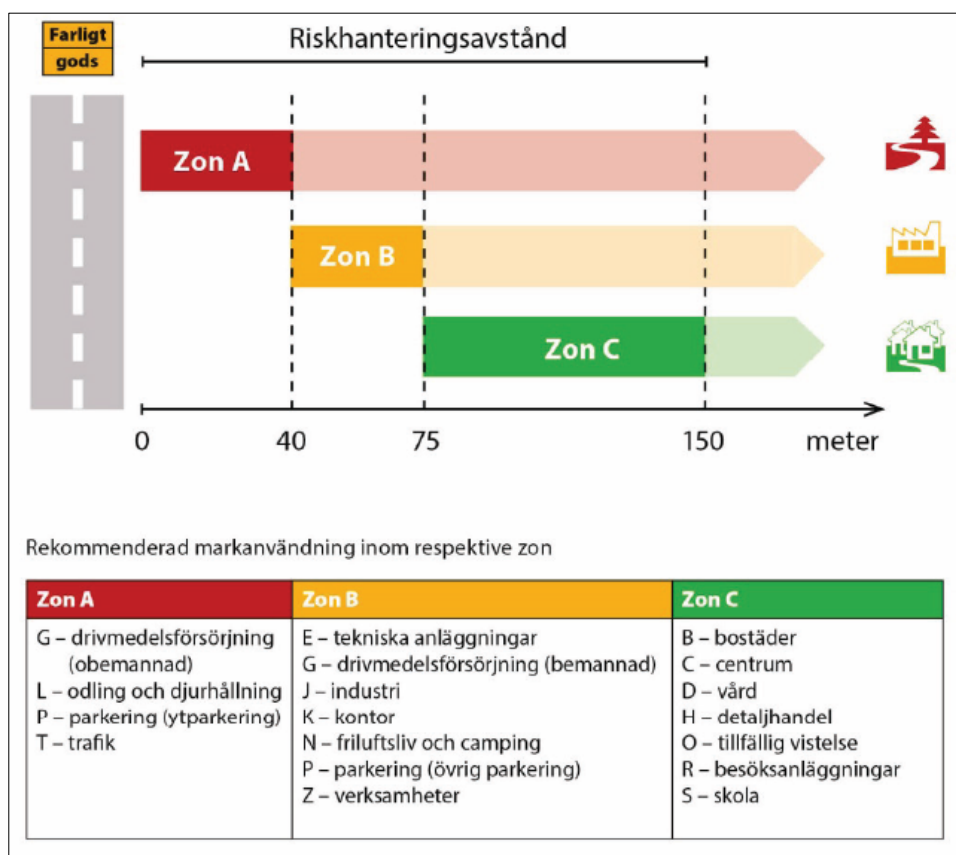 Farligt
gods
Riskhanteringsavstånd
Zon A
Zon B
Zon C
0 40 75 150 meter
Rekommenderad markanvändning inom respektive zon
Zon A
G – drivmedelsförsörjning
(obemannad)
L – odling och djurhållning
P – parkering (ytparkering)
T – trafik
Zon B
E – tekniska anläggningar
G – drivmedelsförsörjning (bemannad)
J – industri
K – kontor
N – friluftsliv och camping
P – parkering (övrig parkering)
Z – verksamheter
Zon C
B – bostäder
C – centrum
D – vård
H – detaljhandel
O – tillfällig vistelse
R – besöksanläggningar
S – skola